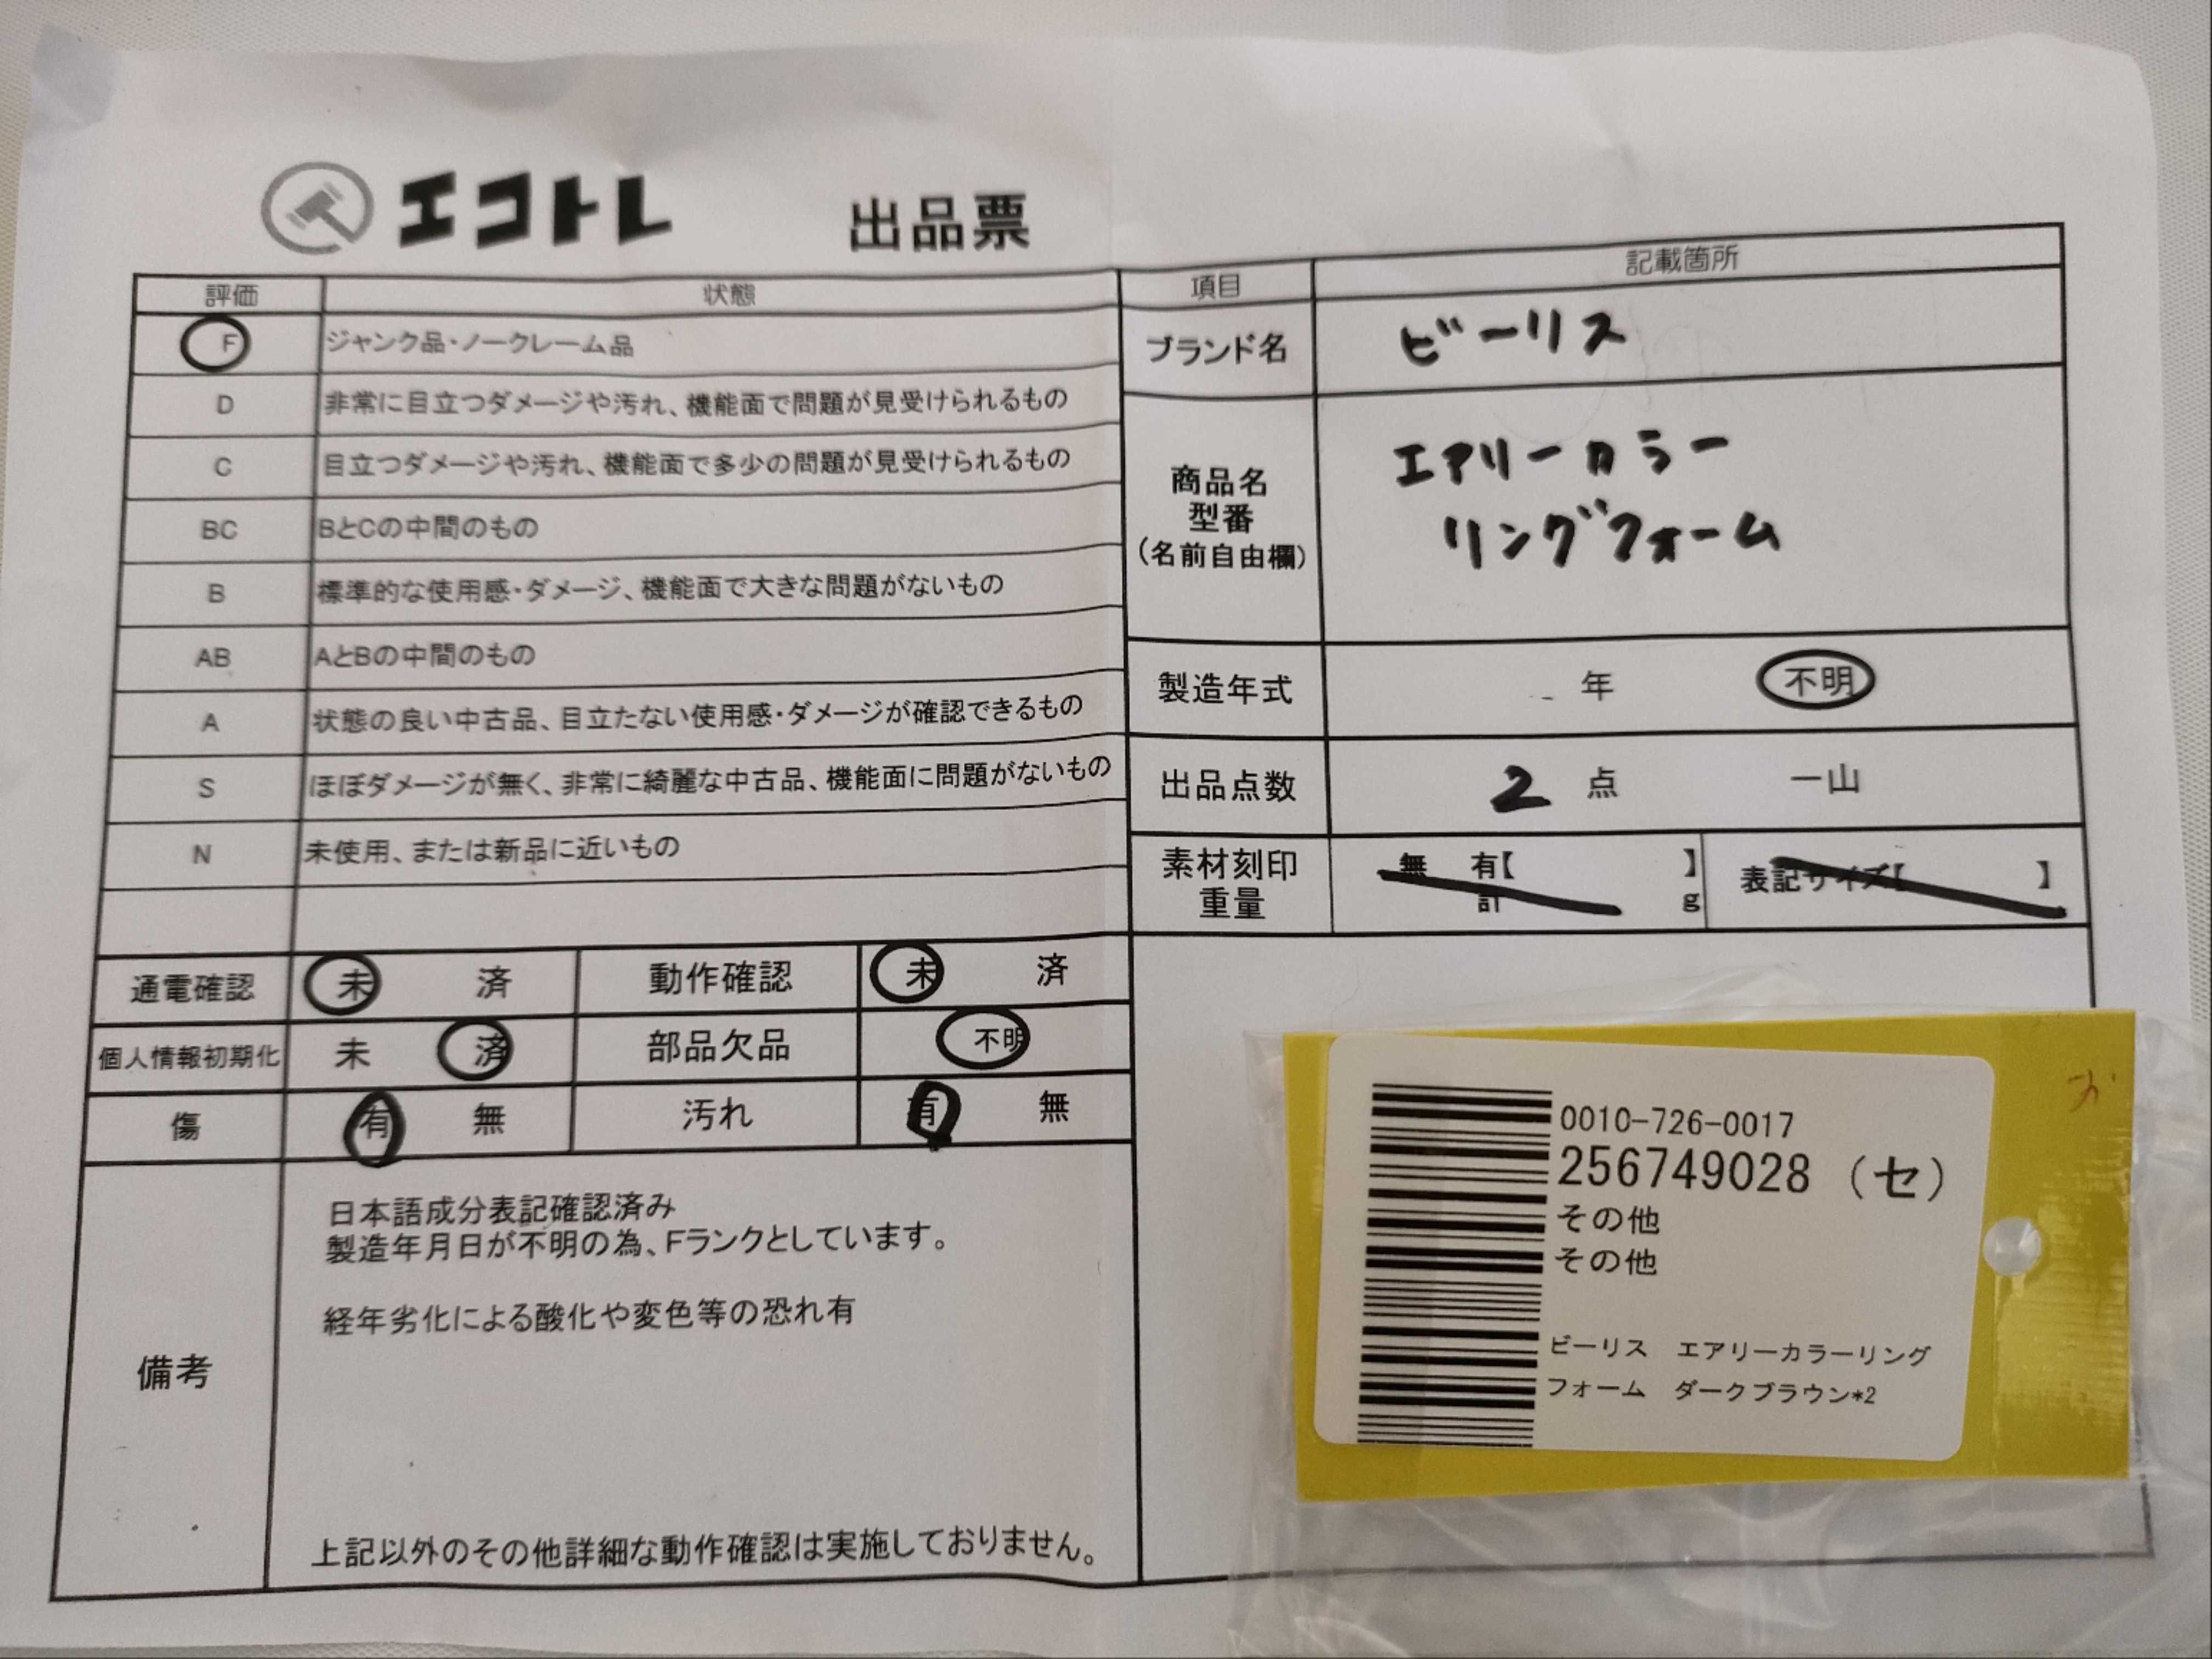 エコトレ 出品票
評価 状態
F ジャンク品・ノークレーム品
D 非常に目立つダメージや汚れ、機能面で問題が見受けられるもの
C 目立つダメージや汚れ、機能面で多少の問題が見受けられるもの
BC BとCの中間のもの
B 標準的な使用感・ダメージ、機能面で大きな問題がないもの
AB AとBの中間のもの
A 状態の良い中古品、目立たない使用感・ダメージが確認できるもの
S ほぼダメージが無く、非常に綺麗な中古品、機能面に問題がないもの
N 未使用、または新品に近いもの
通電確認 未 済 動作確認 未 済
個人情報初期化 未 済 部品欠品 不明
傷 有 無 汚れ 有 無
備考
日本語成分表記確認済み
製造年月日が不明の為、Fランクとしています。
経年劣化による酸化や変色等の恐れ有
上記以外のその他詳細な動作確認は実施しておりません。
項目 記載箇所
ブランド名 ビーリス
商品名
型番
(名前自由欄)
エアリーカラー
リングフォーム
製造年式 年 不明
出品点数 2 点 一山
素材刻印
重量
無 有【 】
計 g
表記サイズ【 】
0010-726-0017
256749028 (セ)
その他
その他
ビーリス エアリーカラーリング
フォーム ダークブラウン*2